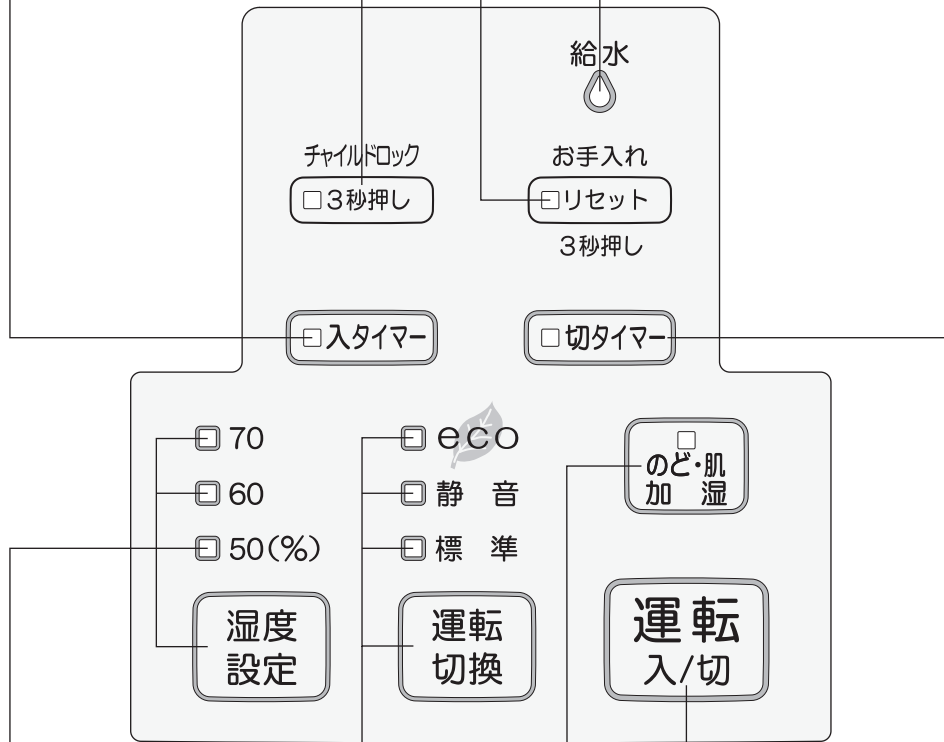 給水
チャイルドロック
お手入れ
3秒押し
リセット
3秒押し
入タイマー
切タイマー
70
60
50(%)
eco
静 音
標 準
のど・肌
加 湿
湿度
設定
運転
切換
運転
入/切